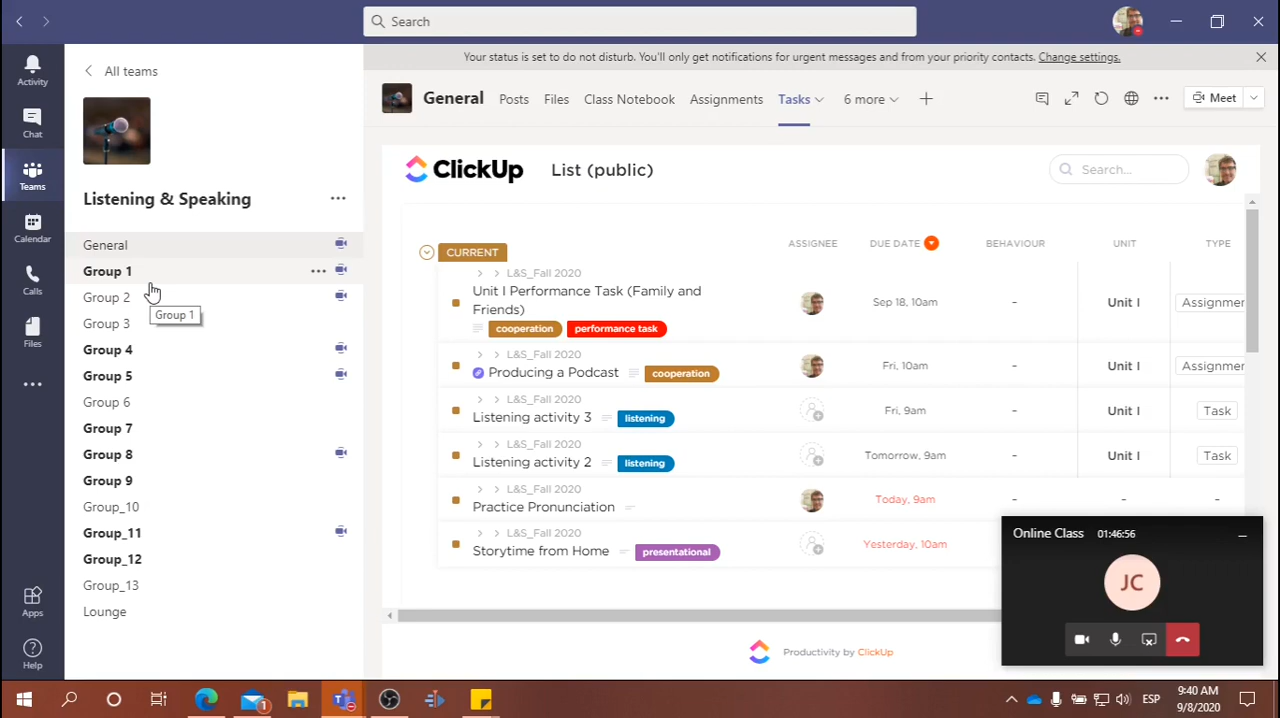 Search
Your status is set to do not disturb. You'll only get notifications for urgent messages and from your priority contacts. Change settings.
Activity
Chat
Teams
Calendar
Calls
Files
Apps
Help
All teams
Listening & Speaking
General
Group 1
Group 1
Group 2
Group 3
Group 4
Group 5
Group 6
Group 7
Group 8
Group 9
Group_10
Group_11
Group_12
Group_13
Lounge
General Posts Files Class Notebook Assignments Tasks 6 more Meet
ClickUp List (public) Search...
CURRENT ASSIGNEE DUE DATE BEHAVIOUR UNIT TYPE
L&S_Fall 2020
Unit I Performance Task (Family and
Friends)
cooperation performance task
Sep 18, 10am - Unit I Assignmer
L&S_Fall 2020
Producing a Podcast cooperation Fri, 10am - Unit I Assignmer
L&S_Fall 2020
Listening activity 3 listening Fri, 9am - Unit I Task
L&S_Fall 2020
Listening activity 2 listening Tomorrow, 9am - Unit I Task
L&S_Fall 2020
Practice Pronunciation Today, 9am - - -
L&S_Fall 2020
Storytime from Home presentational Yesterday, 10am
Productivity by ClickUp
Online Class 01:46:56
JC
1
ESP
9:40 AM
9/8/2020